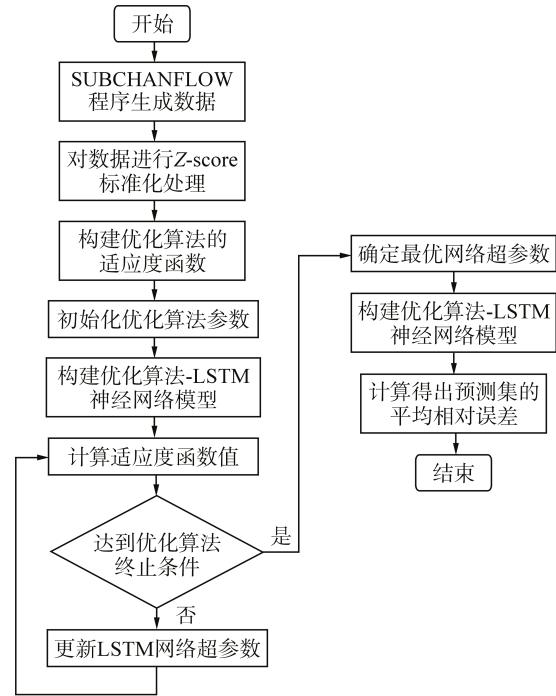 开始
SUBCHANFLOW
程序生成数据
对数据进行Z-score
标准化处理
构建优化算法的
适应度函数
初始化优化算法参数
构建优化算法-LSTM
神经网络模型
计算适应度函数值
达到优化算法
终止条件
是
否
更新LSTM网络超参数
确定最优网络超参数
构建优化算法-LSTM
神经网络模型
计算得出预测集的
平均相对误差
结束